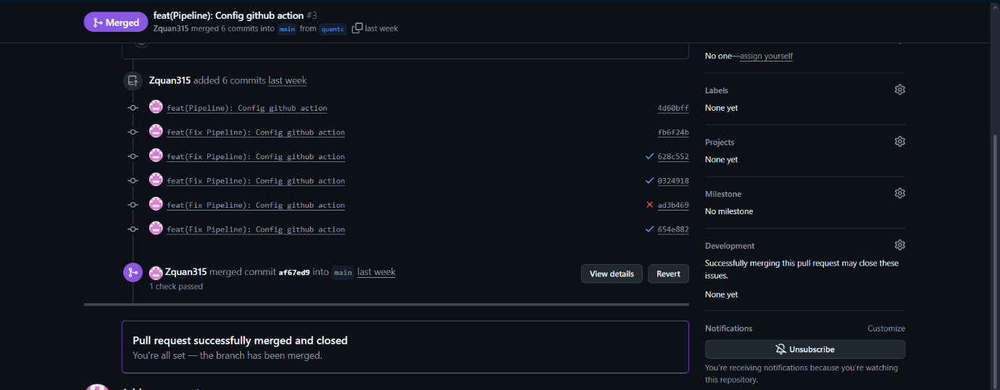 Merged
feat(Pipeline): Config github action #3
Zquan315 merged 6 commits into main from quantc last week
No one—assign yourself
Zquan315 added 6 commits last week
feat(Pipeline): Config github action 4d60bff
feat(Fix Pipeline): Config github action fb6f24b
feat(Fix Pipeline): Config github action 628c552
feat(Fix Pipeline): Config github action 0324918
feat(Fix Pipeline): Config github action ad3b469
feat(Fix Pipeline): Config github action 654e882
Zquan315 merged commit af67ed9 into main last week
1 check passed
View details
Revert
Pull request successfully merged and closed
You're all set — the branch has been merged.
Labels
None yet
Projects
None yet
Milestone
No milestone
Development
Successfully merging this pull request may close these
issues.
None yet
Notifications
Customize
Unsubscribe
You're receiving notifications because you're watching
this repository.